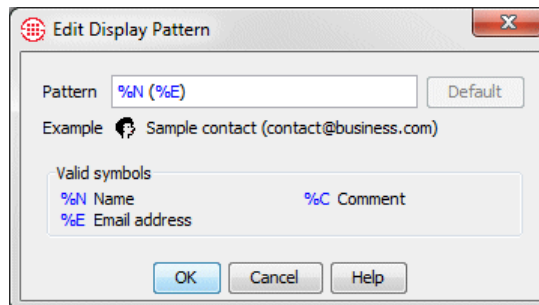 Edit Display Pattern
Pattern %N (%E) Default
Example Sample contact (contact@business.com)
Valid symbols
%N Name %C Comment
%E Email address
OK Cancel Help